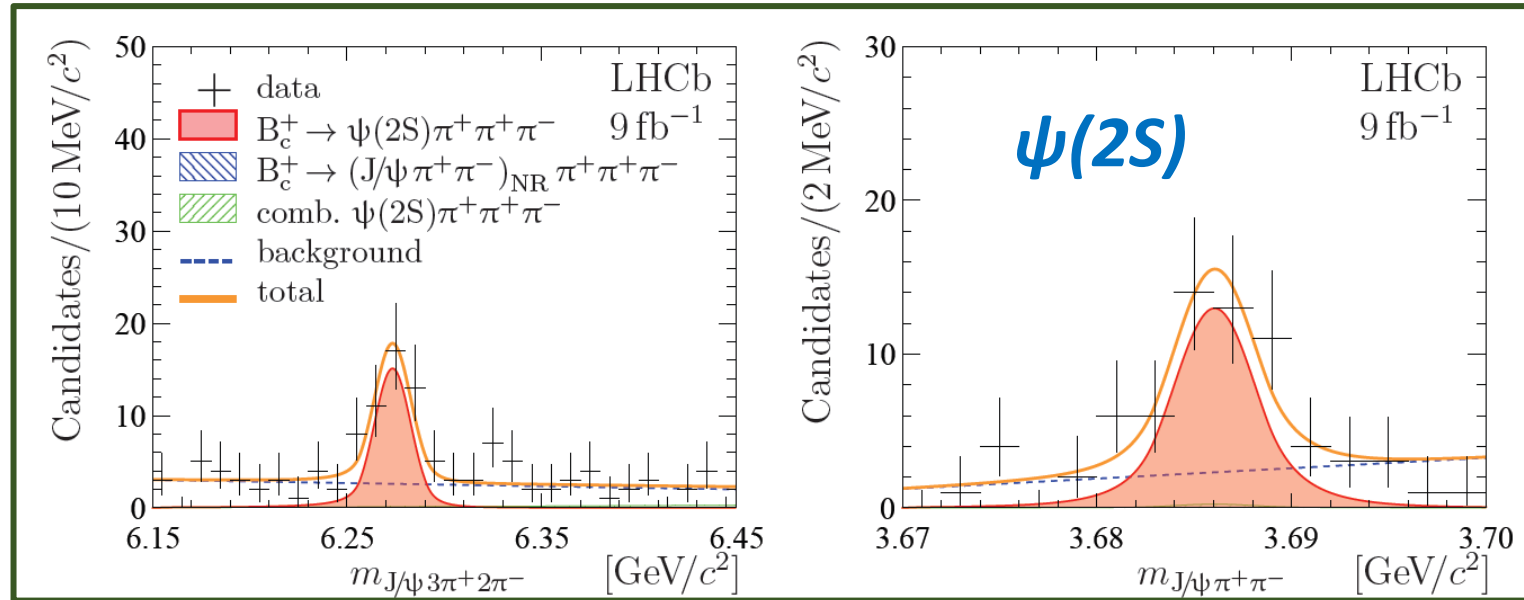 Candidates/(10 MeV/c²)
50
40
30
20
10
0
LHCb
9 fb⁻¹
data
B_c⁺ → ψ(2S)π⁺π⁺π⁻
B_c⁺ → (J/ψ π⁺π⁻)_NR π⁺π⁺π⁻
comb. ψ(2S)π⁺π⁺π⁻
background
total
6.15 6.25 6.35 6.45
m_J/ψ3π⁺2π⁻ [GeV/c²]
Candidates/(2 MeV/c²)
30
20
10
0
LHCb
9 fb⁻¹
ψ(2S)
3.67 3.68 3.69 3.70
m_J/ψπ⁺π⁻ [GeV/c²]